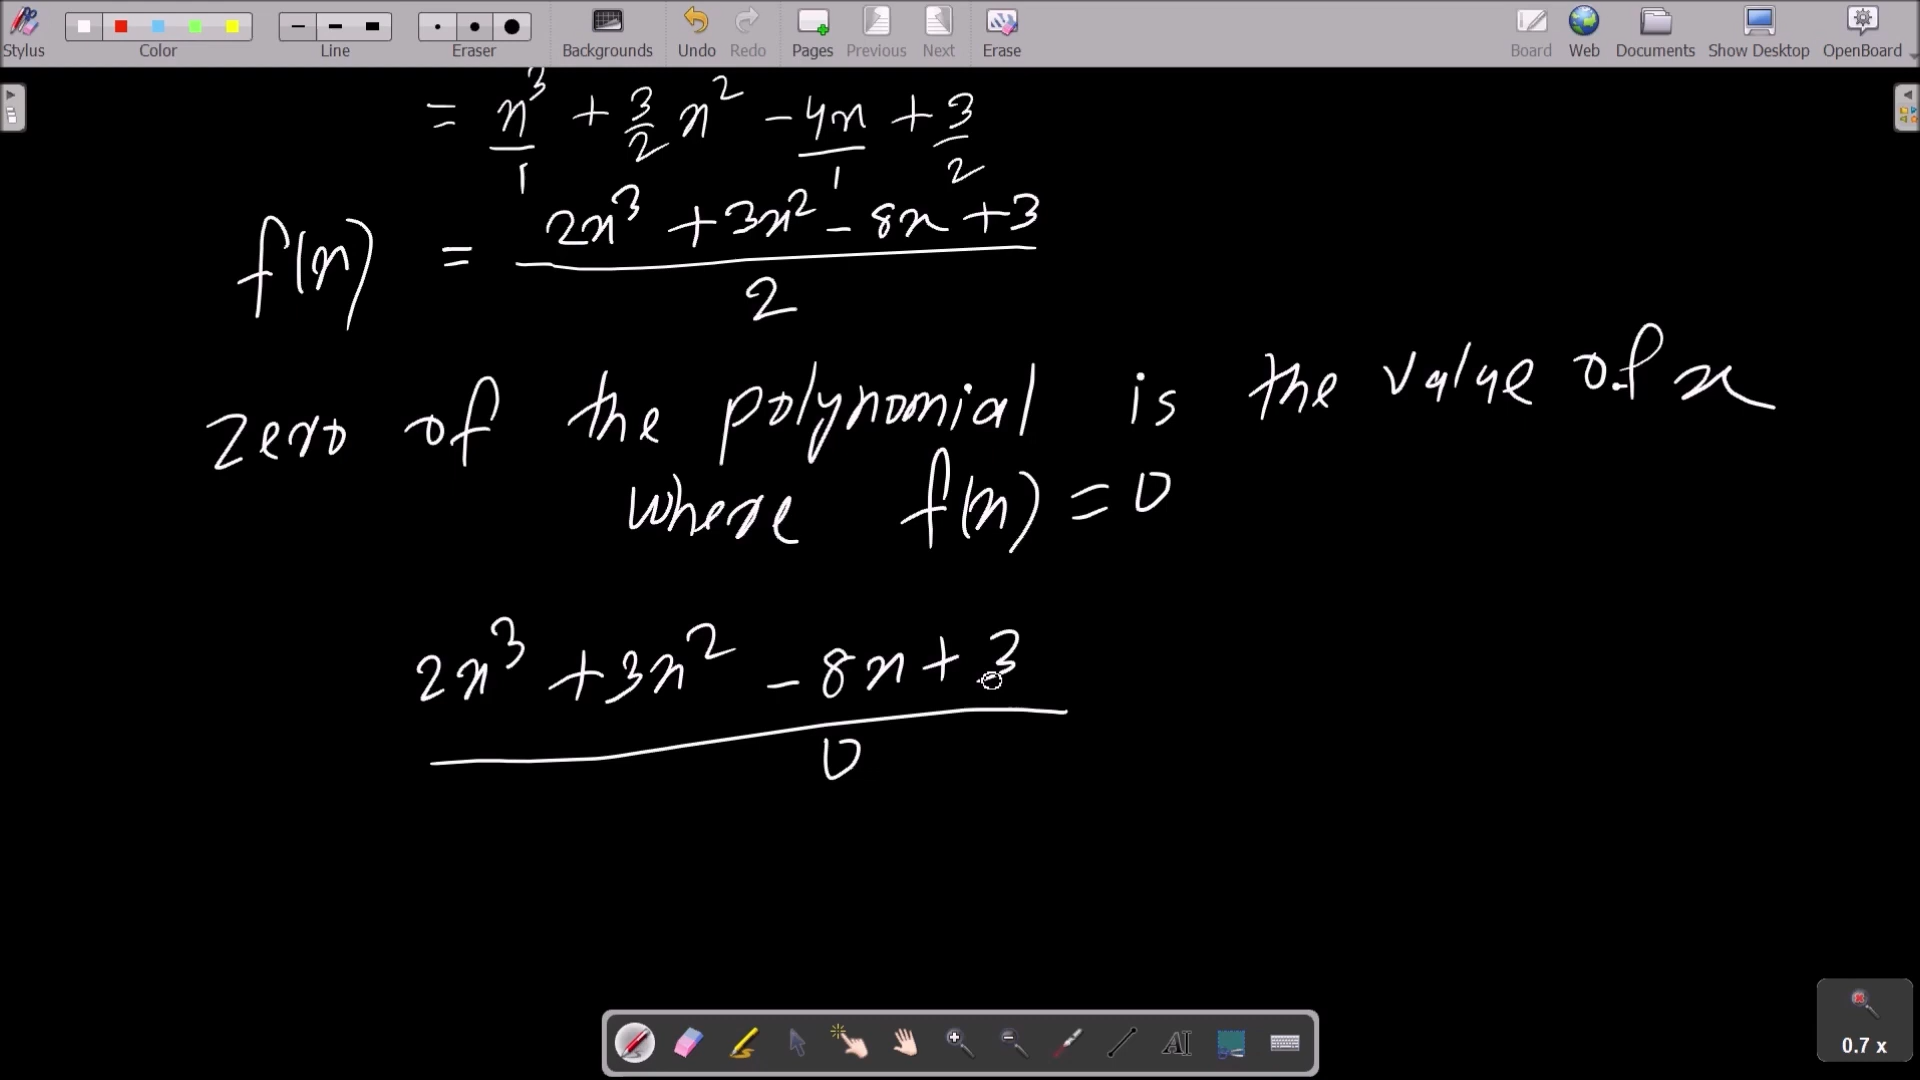 Stylus Color Line Eraser Backgrounds Undo Redo Pages Previous Next Erase Board Web Documents Show Desktop OpenBoard
= x³/1 + 3/2 x² - 4x/1 + 3/2
f(x) = (2x³ + 3x² - 8x + 3)/2
zero of the polynomial is the value of x
where f(x) = 0
(2x³ + 3x² - 8x + 3)/0
AI
0.7 x